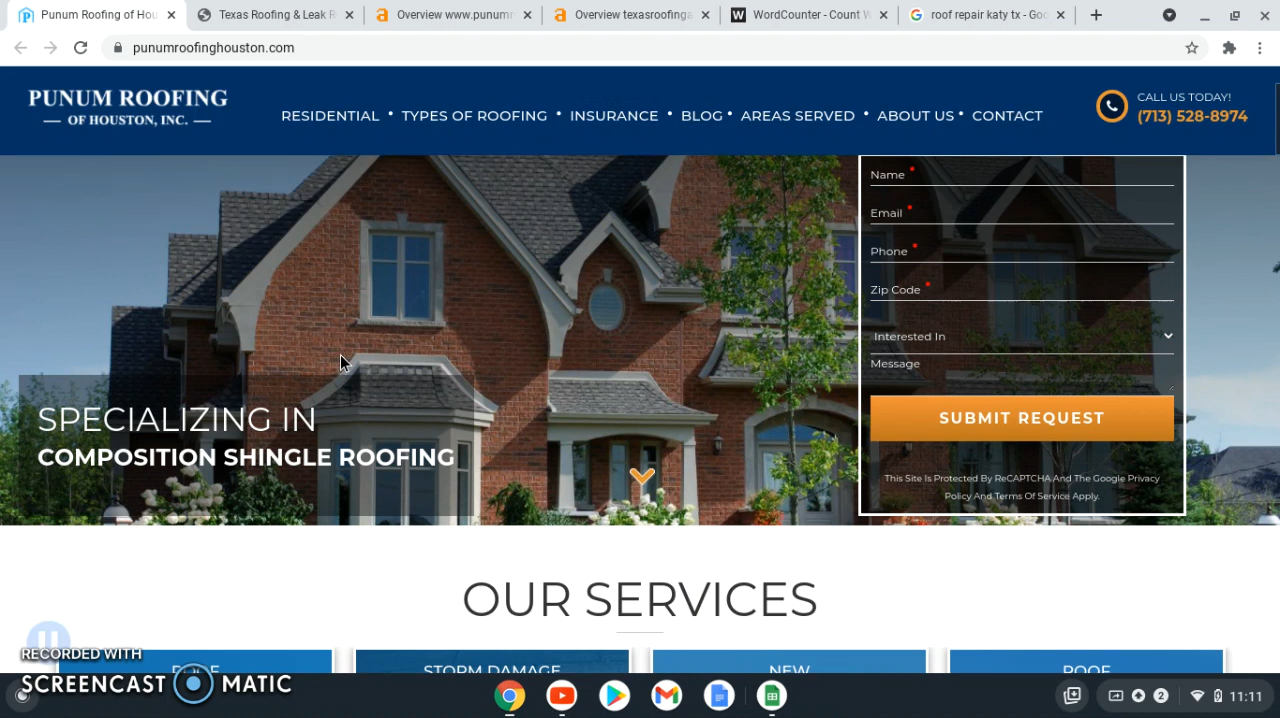 Punum Roofing of Hou
Texas Roofing & Leak R
Overview www.punumr
Overview texasroofinga
WordCounter - Count W
roof repair katy tx - Goo
punumroofinghouston.com
PUNUM ROOFING
OF HOUSTON, INC.
RESIDENTIAL • TYPES OF ROOFING • INSURANCE • BLOG • AREAS SERVED • ABOUT US • CONTACT
CALL US TODAY!
(713) 528-8974
Name *
Email *
Phone *
Zip Code *
Interested In
Message
SUBMIT REQUEST
This Site Is Protected By ReCAPTCHA And The Google Privacy
Policy And Terms Of Service Apply.
SPECIALIZING IN
COMPOSITION SHINGLE ROOFING
OUR SERVICES
ROOF
STORM DAMAGE
NEW
ROOF
RECORDED WITH
SCREENCAST MATIC
2
11:11